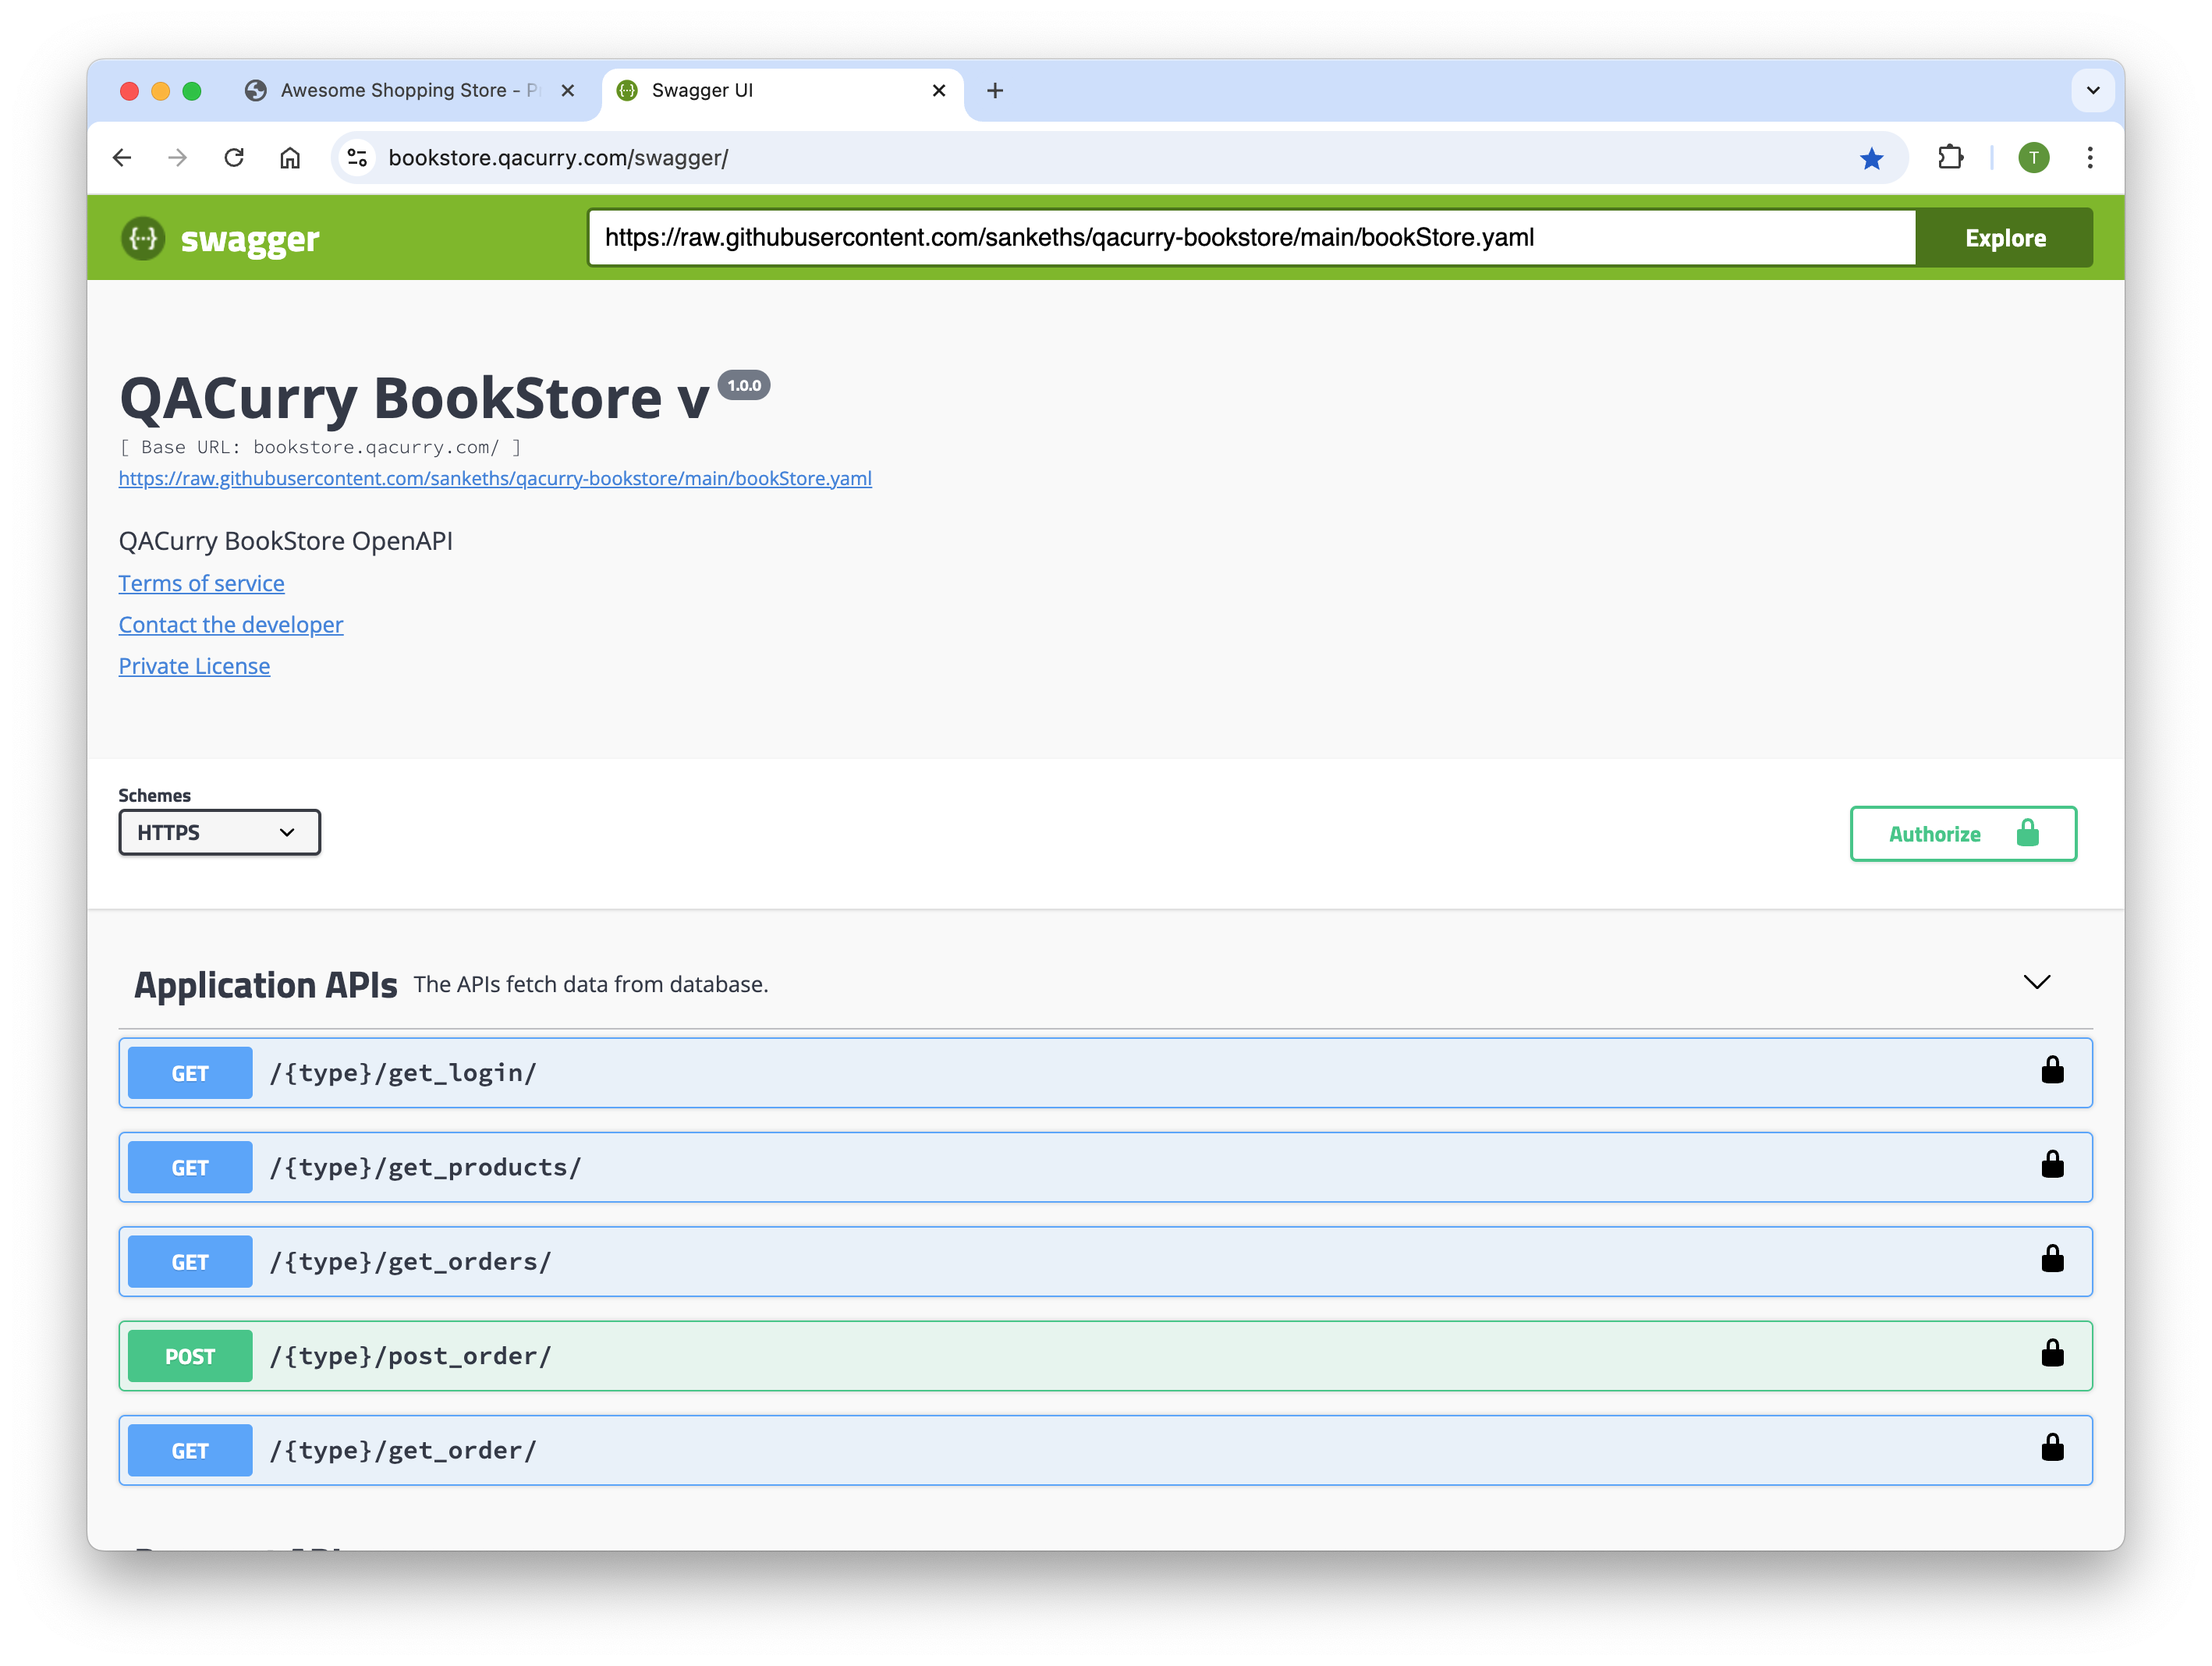 Awesome Shopping Store - P
Swagger UI
bookstore.qacurry.com/swagger/
T
swagger
https://raw.githubusercontent.com/sankeths/qacurry-bookstore/main/bookStore.yaml
Explore
QACurry BookStore v 1.0.0
[ Base URL: bookstore.qacurry.com/ ]
https://raw.githubusercontent.com/sankeths/qacurry-bookstore/main/bookStore.yaml
QACurry BookStore OpenAPI
Terms of service
Contact the developer
Private License
Schemes
HTTPS
Authorize
Application APIs The APIs fetch data from database.
GET /{type}/get_login/
GET /{type}/get_products/
GET /{type}/get_orders/
POST /{type}/post_order/
GET /{type}/get_order/